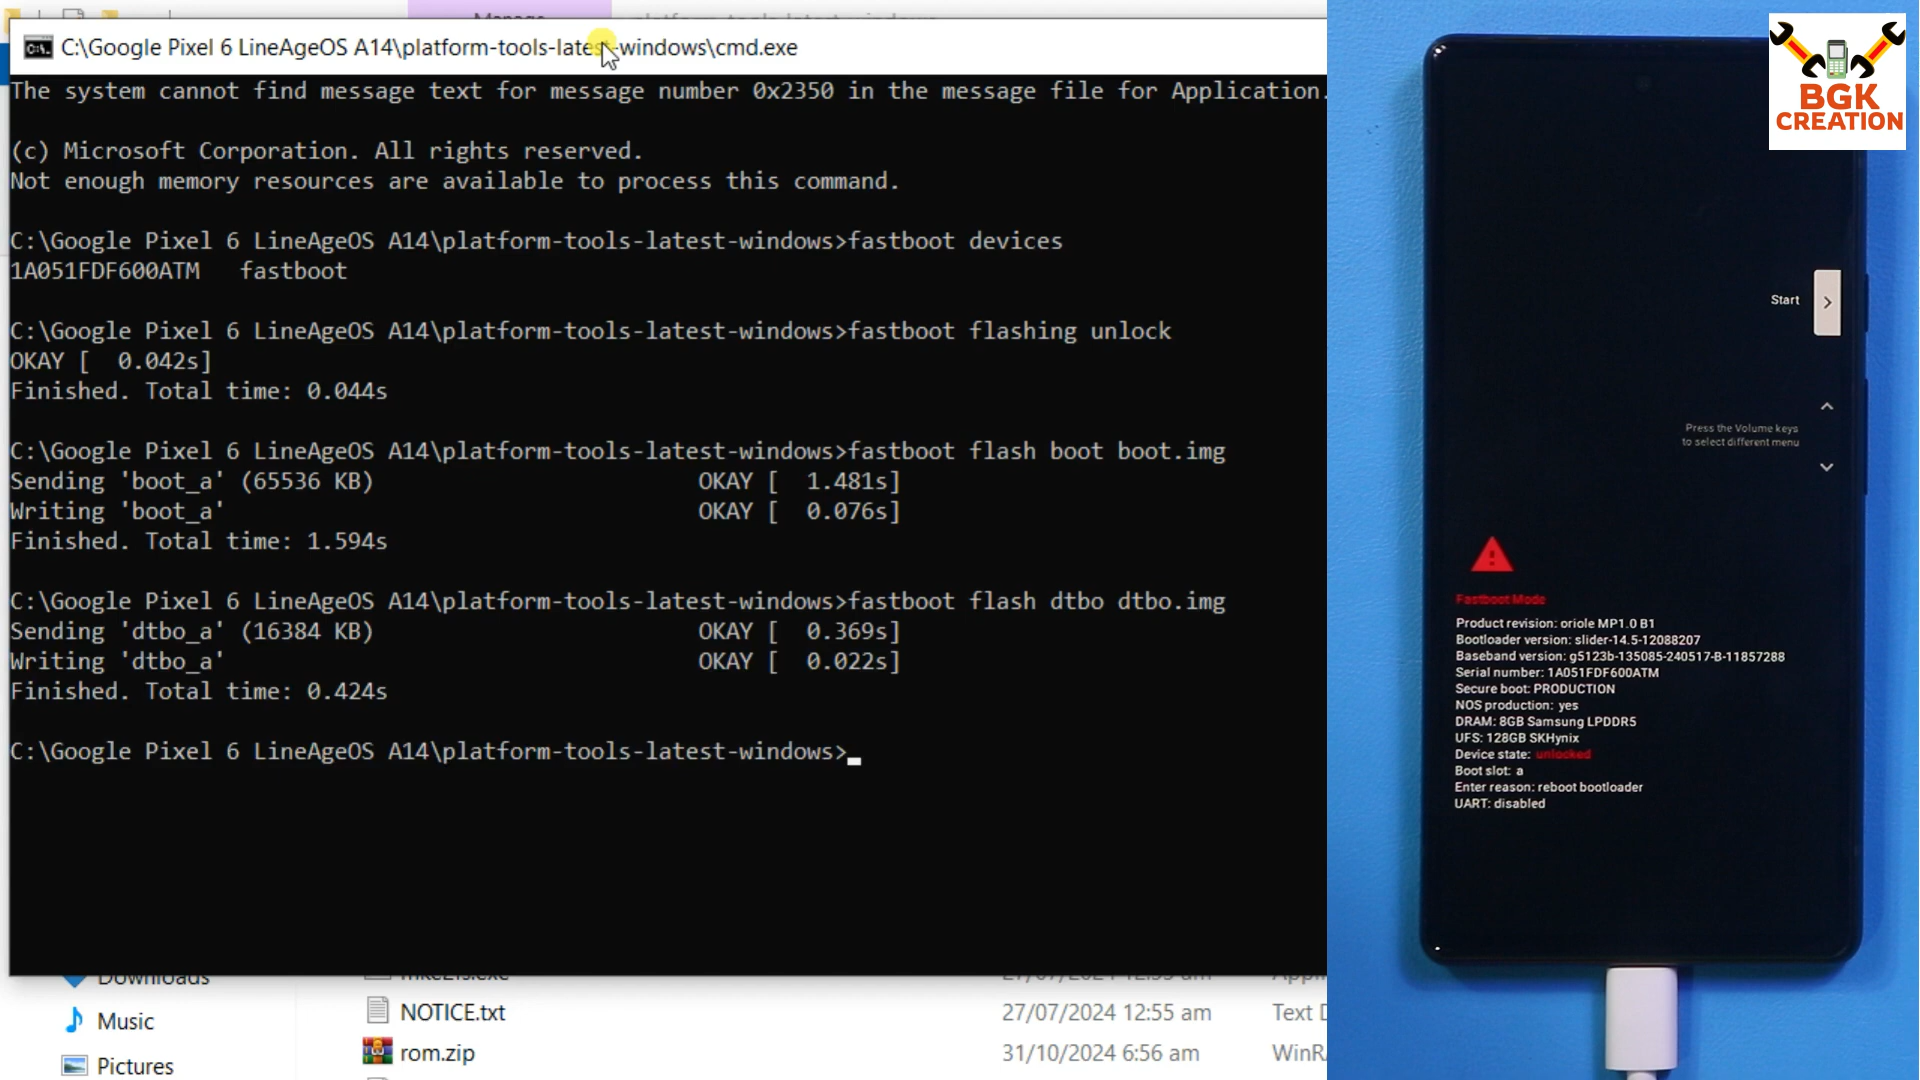 Manage
platform-tools-latest-windows
C:\Google Pixel 6 LineAgeOS A14\platform-tools-latest-windows\cmd.exe
The system cannot find message text for message number 0x2350 in the message file for Application.
(c) Microsoft Corporation. All rights reserved.
Not enough memory resources are available to process this command.
C:\Google Pixel 6 LineAgeOS A14\platform-tools-latest-windows>fastboot devices
1A051FDF600ATM fastboot
C:\Google Pixel 6 LineAgeOS A14\platform-tools-latest-windows>fastboot flashing unlock
OKAY [ 0.042s]
Finished. Total time: 0.044s
C:\Google Pixel 6 LineAgeOS A14\platform-tools-latest-windows>fastboot flash boot boot.img
Sending 'boot_a' (65536 KB) OKAY [ 1.481s]
Writing 'boot_a' OKAY [ 0.076s]
Finished. Total time: 1.594s
C:\Google Pixel 6 LineAgeOS A14\platform-tools-latest-windows>fastboot flash dtbo dtbo.img
Sending 'dtbo_a' (16384 KB) OKAY [ 0.369s]
Writing 'dtbo_a' OKAY [ 0.022s]
Finished. Total time: 0.424s
C:\Google Pixel 6 LineAgeOS A14\platform-tools-latest-windows>
Downloads
Music
NOTICE.txt 27/07/2024 12:55 am Text D
rom.zip 31/10/2024 6:56 am WinR
Pictures
BGK
CREATION
Start
Press the Volume keys
to select different menu
Fastboot Mode
Product revision: oriole MP1.0 B1
Bootloader version: slider-14.5-12088207
Baseband version: g5123b-135085-240517-B-11857288
Serial number: 1A051FDF600ATM
Secure boot: PRODUCTION
NOS production: yes
DRAM: 8GB Samsung LPDDR5
UFS: 128GB SKHynix
Device state: unlocked
Boot slot: a
Enter reason: reboot bootloader
UART: disabled